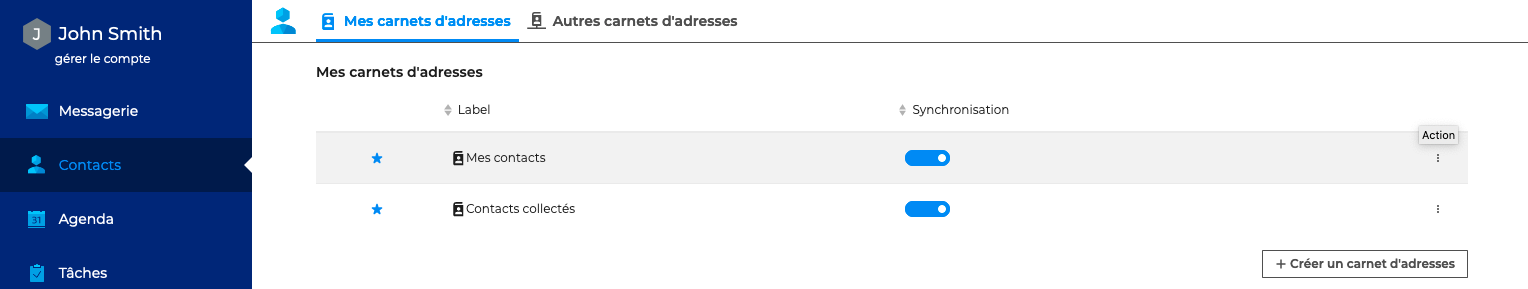 J
John Smith
gérer le compte
Messagerie
Contacts
31
Agenda
Tâches
Mes carnets d'adresses
Autres carnets d'adresses
Mes carnets d'adresses
Label
Synchronisation
Action
Mes contacts
Contacts collectés
+ Créer un carnet d'adresses